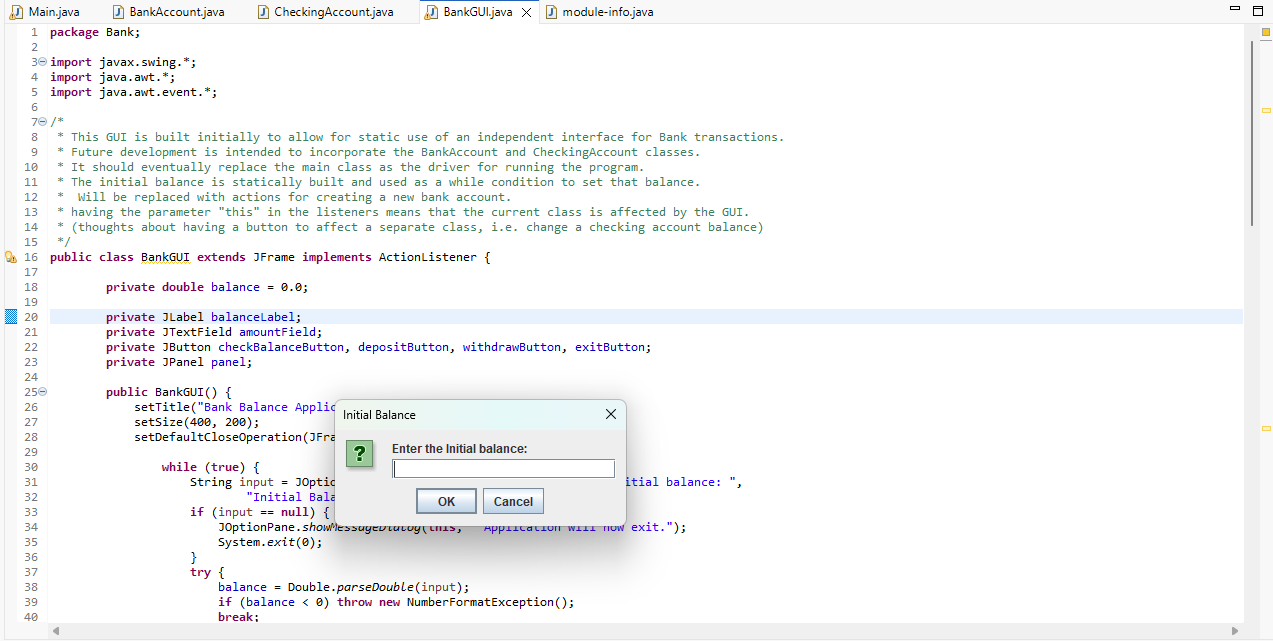 Main.java BankAccount.java CheckingAccount.java BankGUI.java module-info.java
1 package Bank;
2
3 import javax.swing.*;
4 import java.awt.*;
5 import java.awt.event.*;
6
7 /*
8 * This GUI is built initially to allow for static use of an independent interface for Bank transactions.
9 * Future development is intended to incorporate the BankAccount and CheckingAccount classes.
10 * It should eventually replace the main class as the driver for running the program.
11 * The initial balance is statically built and used as a while condition to set that balance.
12 * Will be replaced with actions for creating a new bank account.
13 * having the parameter "this" in the listeners means that the current class is affected by the GUI.
14 * (thoughts about having a button to affect a separate class, i.e. change a checking account balance)
15 */
16 public class BankGUI extends JFrame implements ActionListener {
17
18 private double balance = 0.0;
19
20 private JLabel balanceLabel;
21 private JTextField amountField;
22 private JButton checkBalanceButton, depositButton, withdrawButton, exitButton;
23 private JPanel panel;
24
25 public BankGUI() {
26 setTitle("Bank Balance Applic
27 setSize(400, 200);
28 setDefaultCloseOperation(JFra
29
30 while (true) {
31 String input = JOptio itial balance: ",
32 "Initial Bala
33 if (input == null) {
34 JOptionPane.showMessageDialog(this, "Application will now exit.");
35 System.exit(0);
36 }
37 try {
38 balance = Double.parseDouble(input);
39 if (balance < 0) throw new NumberFormatException();
40 break;
Initial Balance
Enter the Initial balance:
OK Cancel